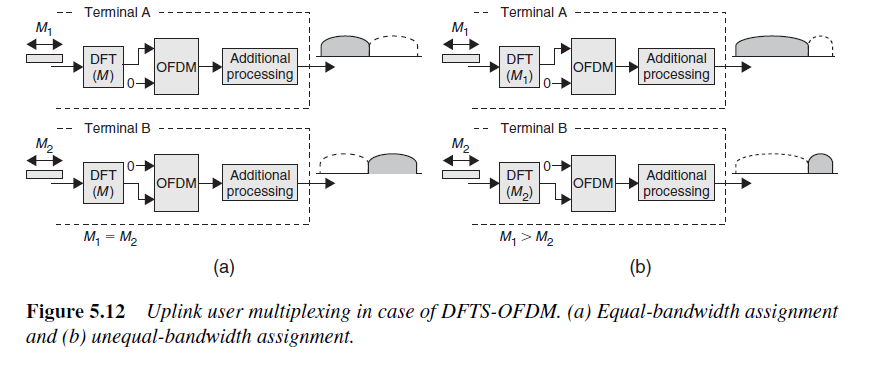 Terminal A
M1
DFT
(M)
0
OFDM
Additional
processing
Terminal B
M2
DFT
(M)
0
OFDM
Additional
processing
M1 = M2
(a)
Terminal A
M1
DFT
(M1)
0
OFDM
Additional
processing
Terminal B
M2
DFT
(M2)
0
OFDM
Additional
processing
M1 > M2
(b)
Figure 5.12 Uplink user multiplexing in case of DFTS-OFDM. (a) Equal-bandwidth assignment
and (b) unequal-bandwidth assignment.